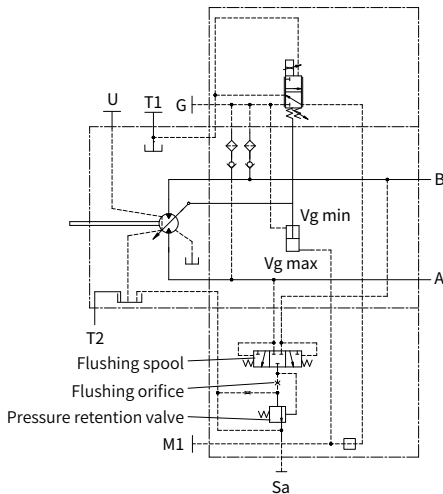 U
T1
G
B
Vg min
Vg max
A
T2
Flushing spool
Flushing orifice
Pressure retention valve
M1
Sa